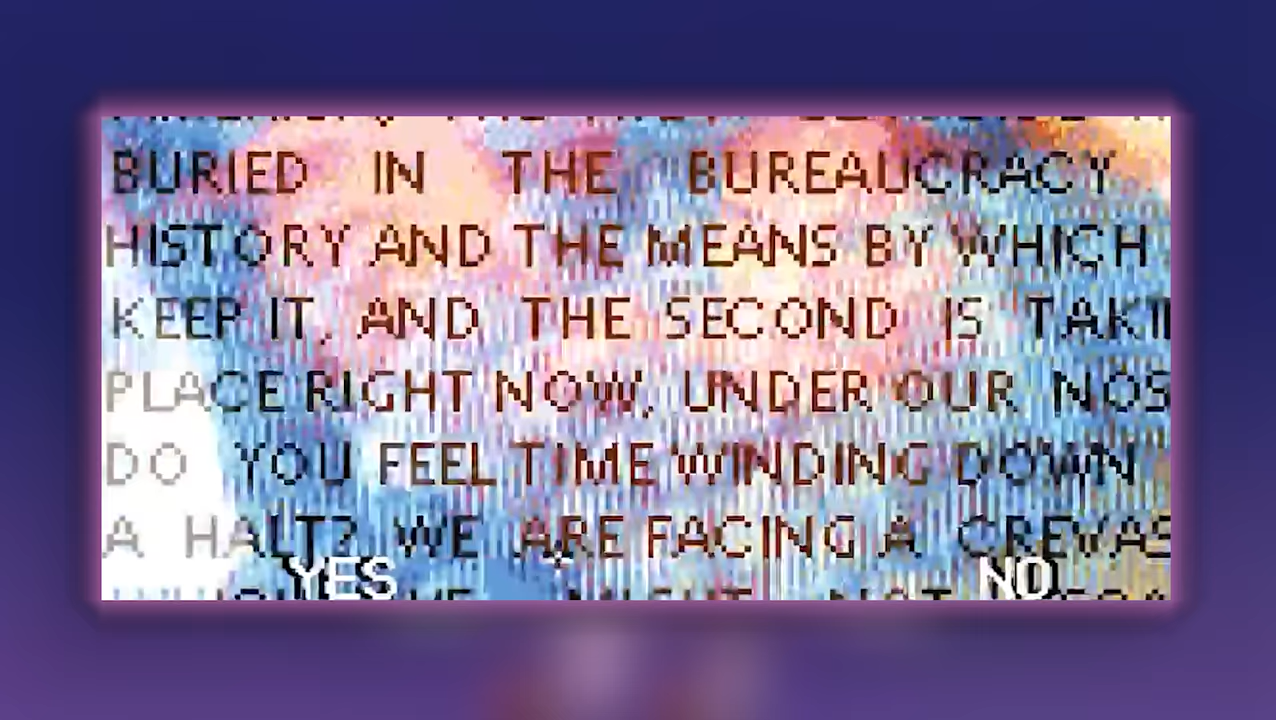 BURIED IN THE BUREAUCRACY
HISTORY AND THE MEANS BY WHICH
KEEP IT, AND THE SECOND IS TAKI
PLACE RIGHT NOW, UNDER OUR NOS
DO YOU FEEL TIME WINDING DOWN
A HALT? WE ARE FACING A CREVAS
YES NO